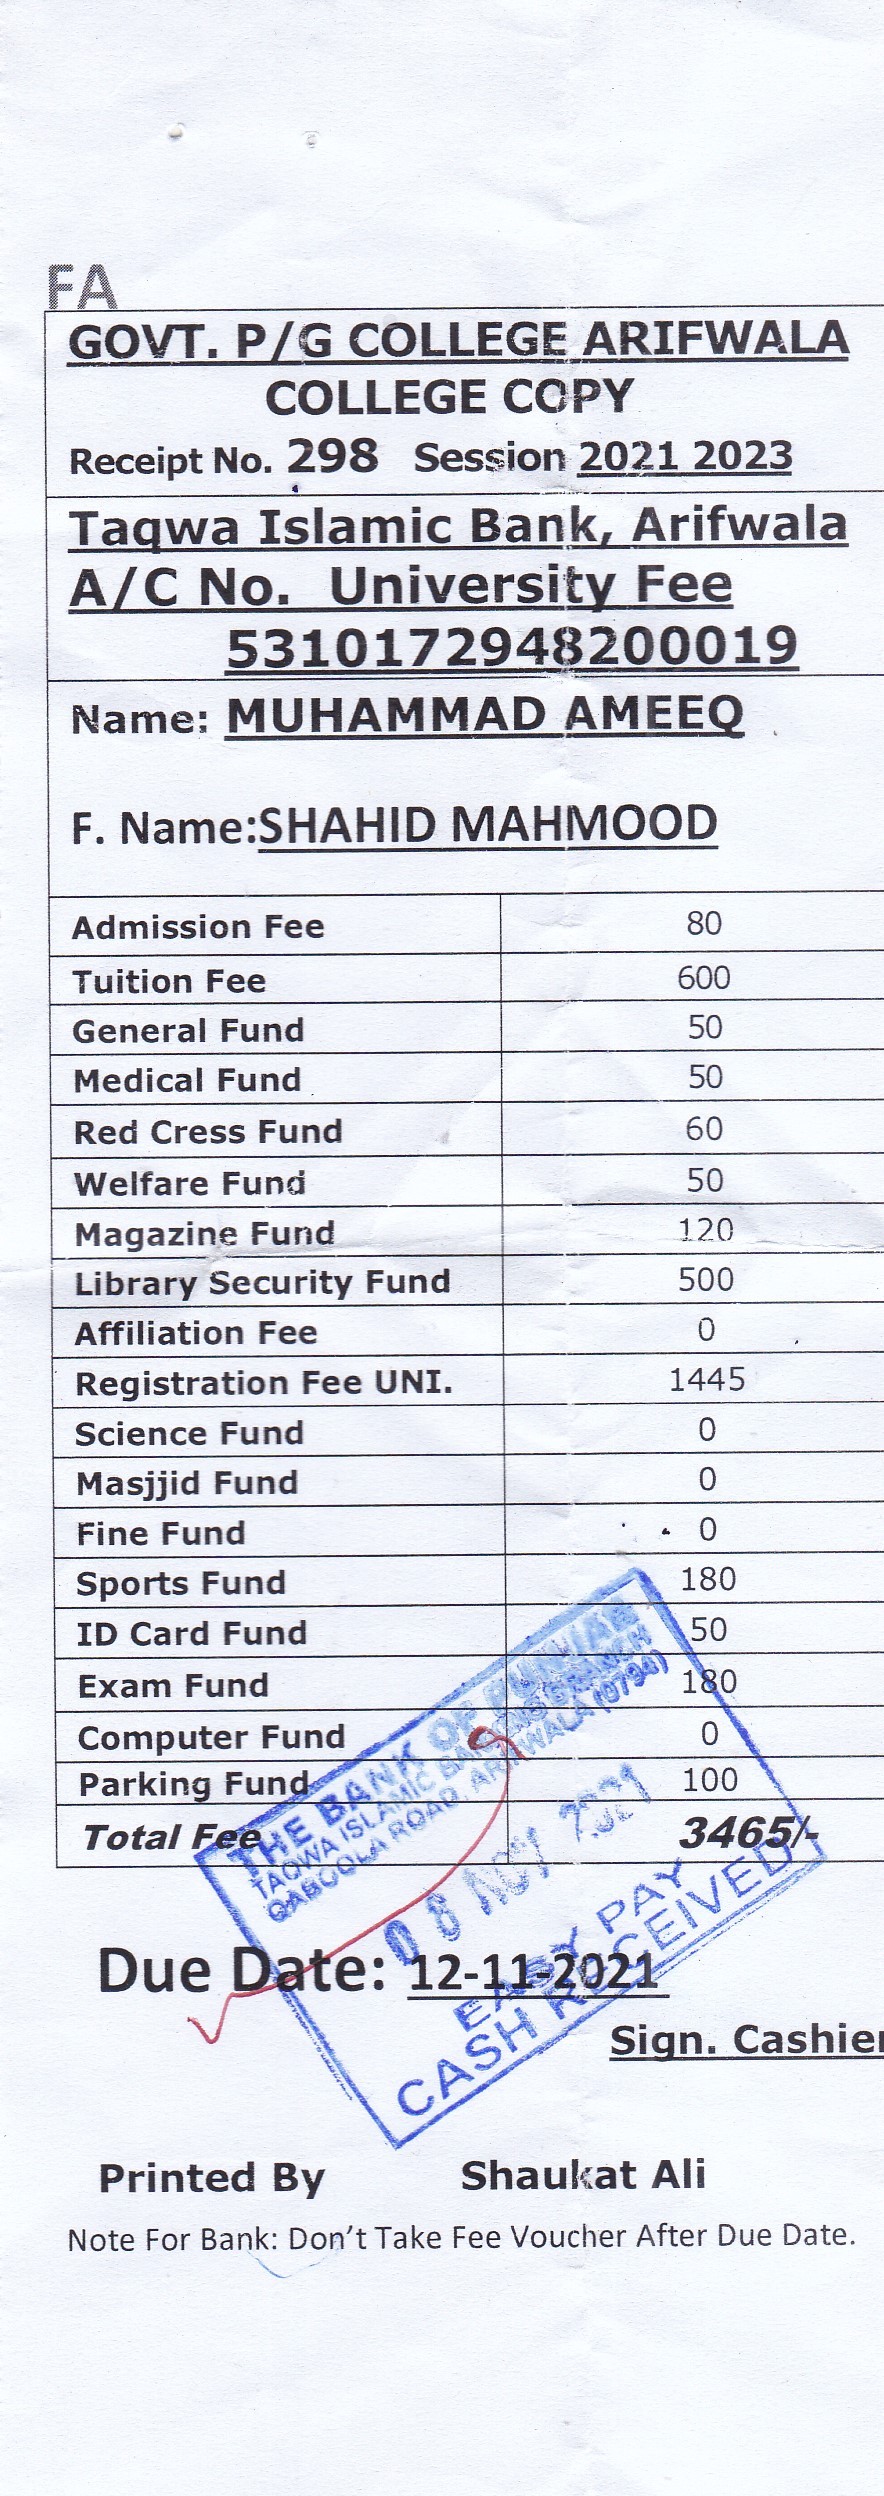 FA
GOVT. P/G COLLEGE ARIFWALA
COLLEGE COPY
Receipt No. 298 Session 2021 2023
Taqwa Islamic Bank, Arifwala
A/C No. University Fee
5310172948200019
Name: MUHAMMAD AMEEQ
F. Name:SHAHID MAHMOOD
Admission Fee 80
Tuition Fee 600
General Fund 50
Medical Fund 50
Red Cress Fund 60
Welfare Fund 50
Magazine Fund 120
Library Security Fund 500
Affiliation Fee 0
Registration Fee UNI. 1445
Science Fund 0
Masjjid Fund 0
Fine Fund 0
Sports Fund 180
ID Card Fund 50
Exam Fund 180
Computer Fund 0
Parking Fund 100
Total Fee 3465/-
THE BANK OF PUNJAB
TAQWA ISLAMIC BANKING BRANCH
QABOOLA ROAD, ARIFWALA (0794)
08 NOV 2021
EASY PAY
CASH RECEIVED
Due Date: 12-11-2021
Sign. Cashier
Printed By Shaukat Ali
Note For Bank: Don't Take Fee Voucher After Due Date.